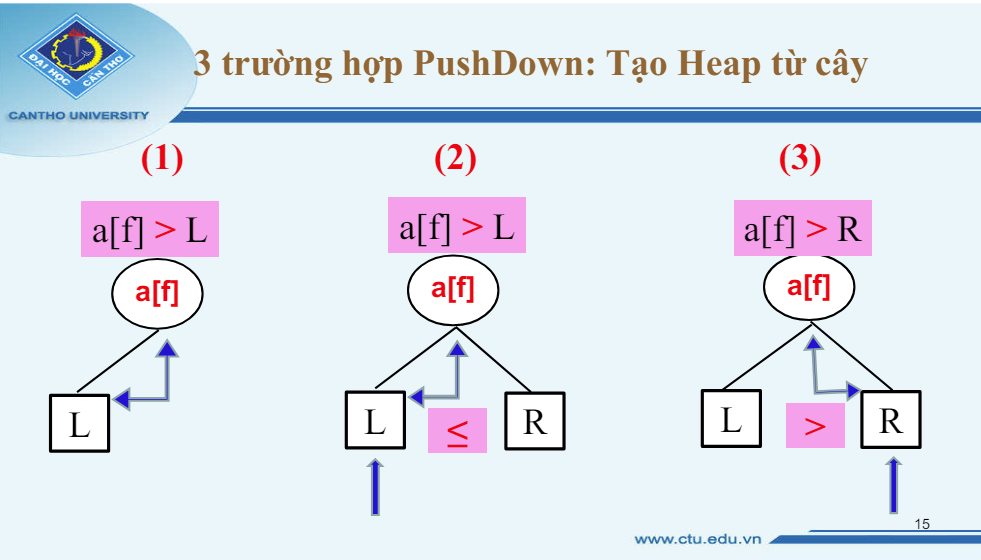 ĐẠI HỌC CẦN THƠ
CANTHO UNIVERSITY
3 trường hợp PushDown: Tạo Heap từ cây
(1)
(2)
(3)
a[f] > L
a[f] > L
a[f] > R
a[f]
a[f]
a[f]
L
L
≤
R
L
>
R
15
www.ctu.edu.vn